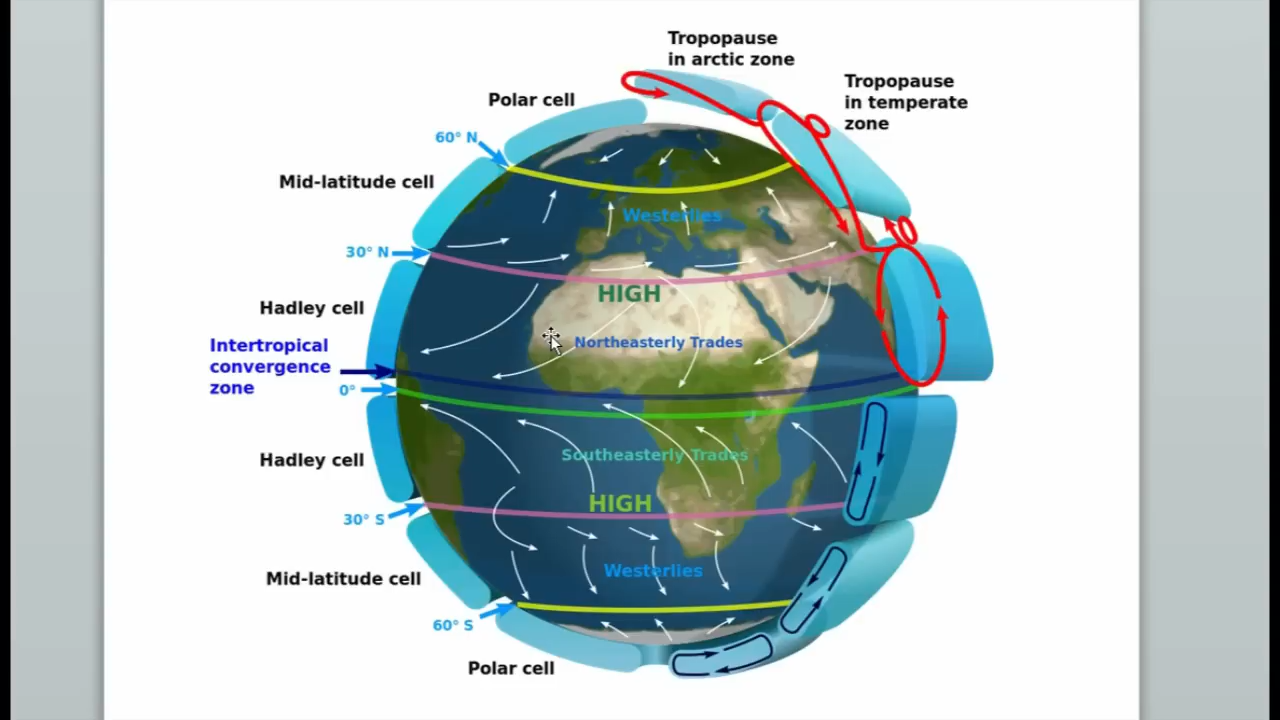 Tropopause
in arctic zone
Tropopause
in temperate
zone
Polar cell
60° N
Mid-latitude cell
Westerlies
30° N
HIGH
Hadley cell
Northeasterly Trades
Intertropical
convergence
zone
0°
Southeasterly Trades
Hadley cell
HIGH
30° S
Westerlies
Mid-latitude cell
60° S
Polar cell